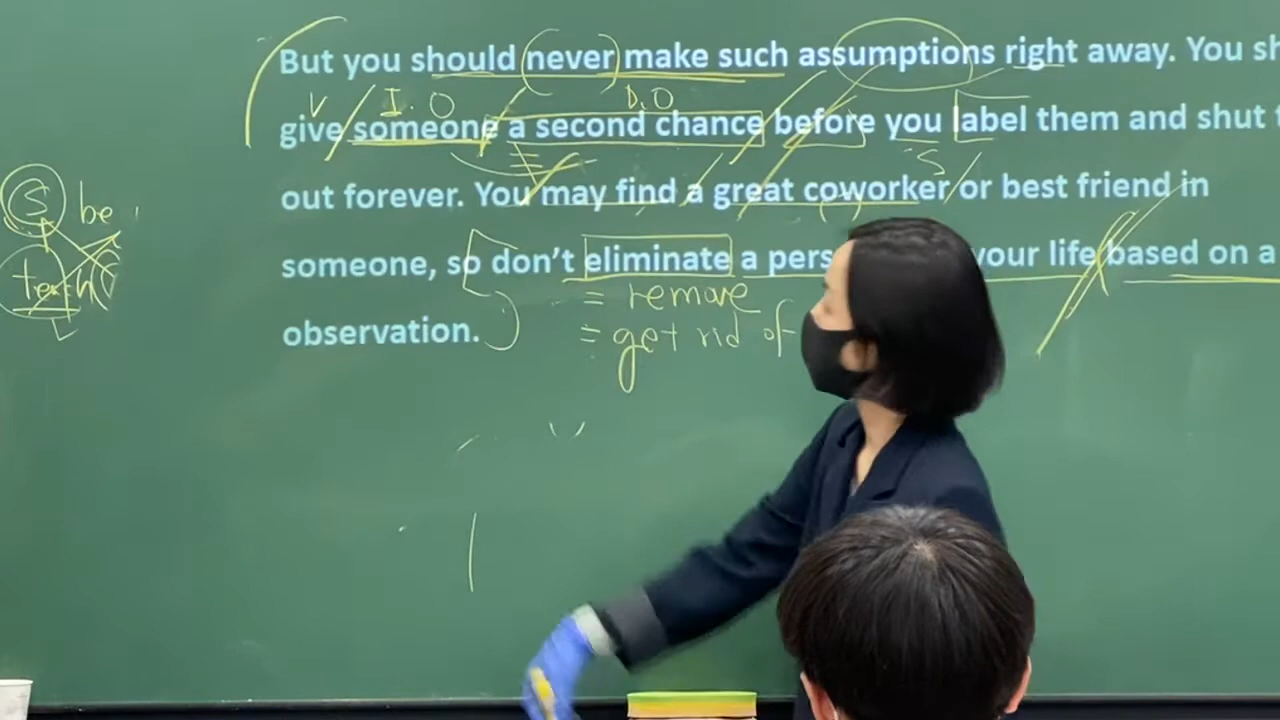 But you should never make such assumptions right away. You sh
V I.O D.O
give someone a second chance before you label them and shut
S
out forever. You may find a great coworker or best friend in
S be
someone, so don't eliminate a pers your life based on a
= remove
observation.
= get rid of